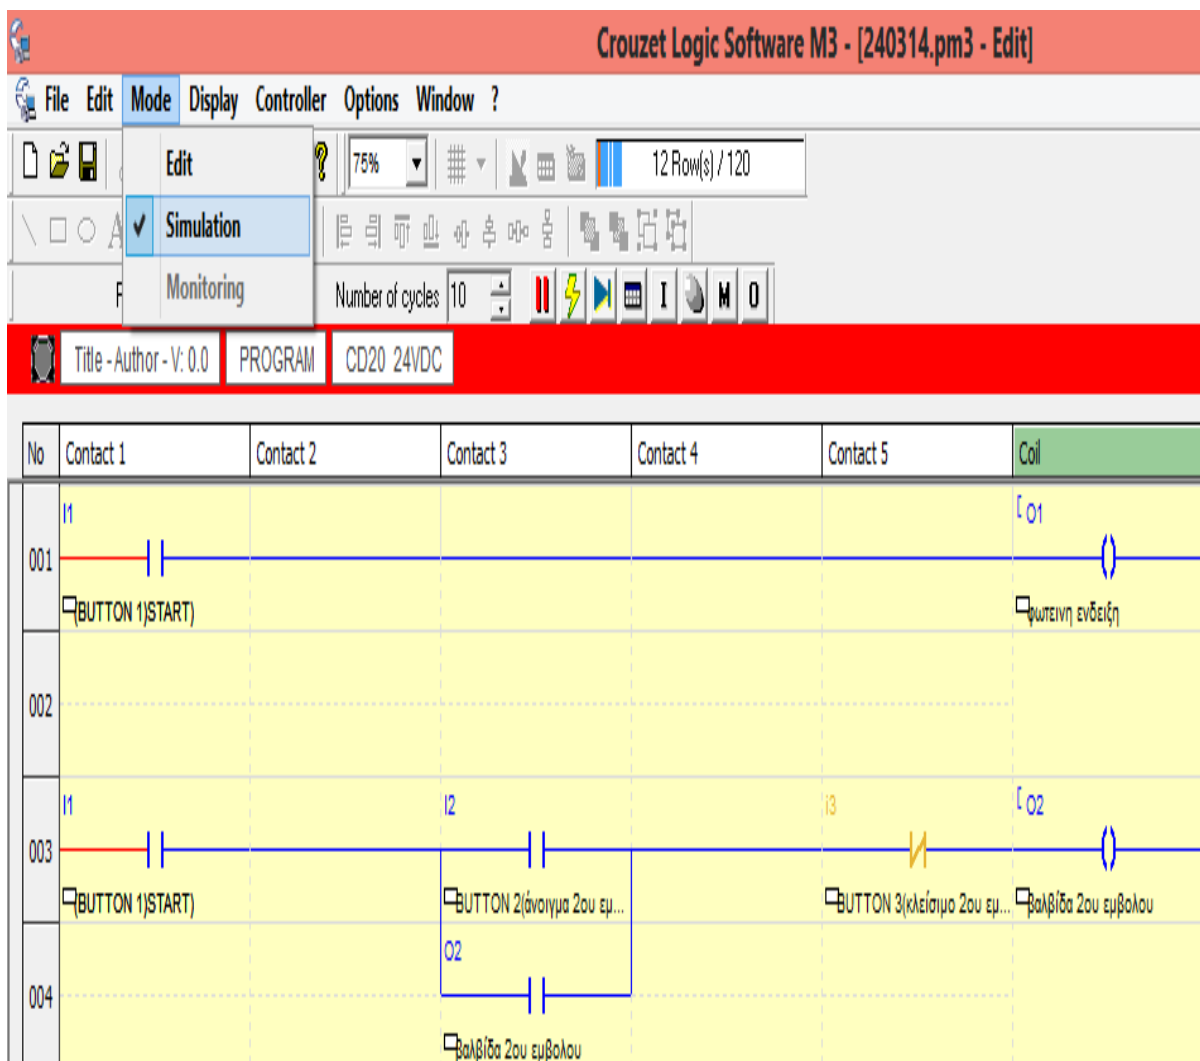 Crouzet Logic Software M3 - [240314.pm3 - Edit]
File Edit Mode Display Controller Options Window ?
Edit
75%
12 Row(s) / 120
Simulation
Monitoring
Number of cycles 10
I M O
Title - Author - V: 0.0 PROGRAM CD20 24VDC
No Contact 1 Contact 2 Contact 3 Contact 4 Contact 5 Coil
I1 [ O1
001
(BUTTON 1)START) φωτεινη ενδειξη
002
I1 I2 i3 [ O2
003
(BUTTON 1)START) BUTTON 2(άνοιγμα 2ου εμ... BUTTON 3(κλείσιμο 2ου εμ... βαλβίδα 2ου εμβολου
O2
004
βαλβίδα 2ου εμβολου